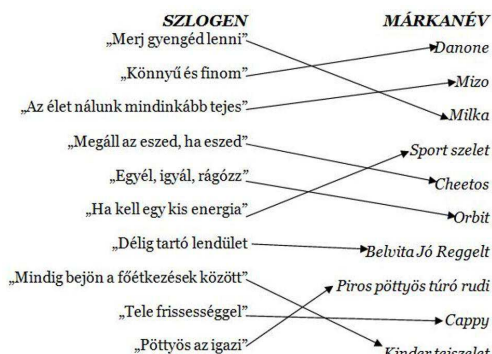 SZLOGEN MÁRKANÉV
„Merj gyengéd lenni"
Danone
„Könnyű és finom"
Mizo
„Az élet nálunk mindinkább tejes"
Milka
„Megáll az eszed, ha eszed"
Sport szelet
„Egyél, igyál, rágózz"
Cheetos
„Ha kell egy kis energia"
Orbit
„Délig tartó lendület
Belvita Jó Reggelt
„Mindig bejön a főétkezések között"
Piros pöttyös túró rudi
„Tele frissességgel"
Cappy
„Pöttyös az igazi"
Kinder tejszelet